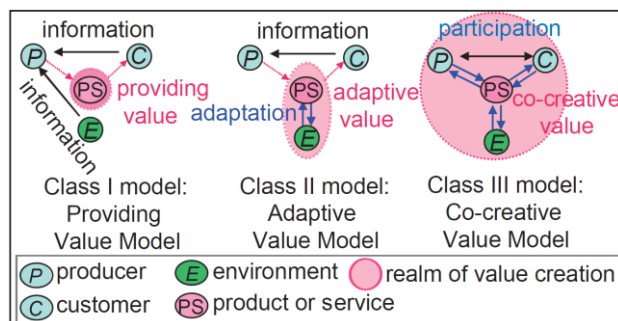 information
P
C
PS
providing
value
information
E
Class I model:
Providing
Value Model
information
P
C
PS
adaptation
adaptive
value
E
Class II model:
Adaptive
Value Model
participation
P
C
PS
co-creative
value
E
Class III model:
Co-creative
Value Model
P producer
E environment
realm of value creation
C customer
PS product or service